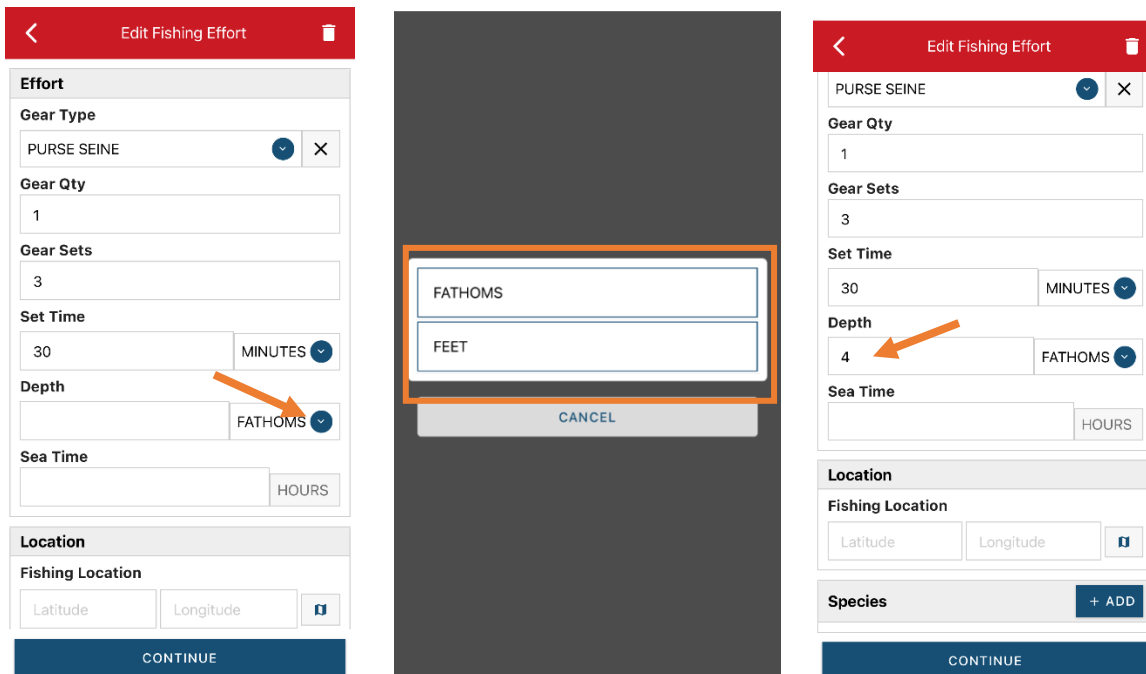 Edit Fishing Effort
Effort
Gear Type
PURSE SEINE
Gear Qty
1
Gear Sets
3
Set Time
30 MINUTES
Depth
FATHOMS
Sea Time
HOURS
Location
Fishing Location
Latitude Longitude
CONTINUE
FATHOMS
FEET
CANCEL
Edit Fishing Effort
PURSE SEINE
Gear Qty
1
Gear Sets
3
Set Time
30 MINUTES
Depth
4 FATHOMS
Sea Time
HOURS
Location
Fishing Location
Latitude Longitude
Species + ADD
CONTINUE